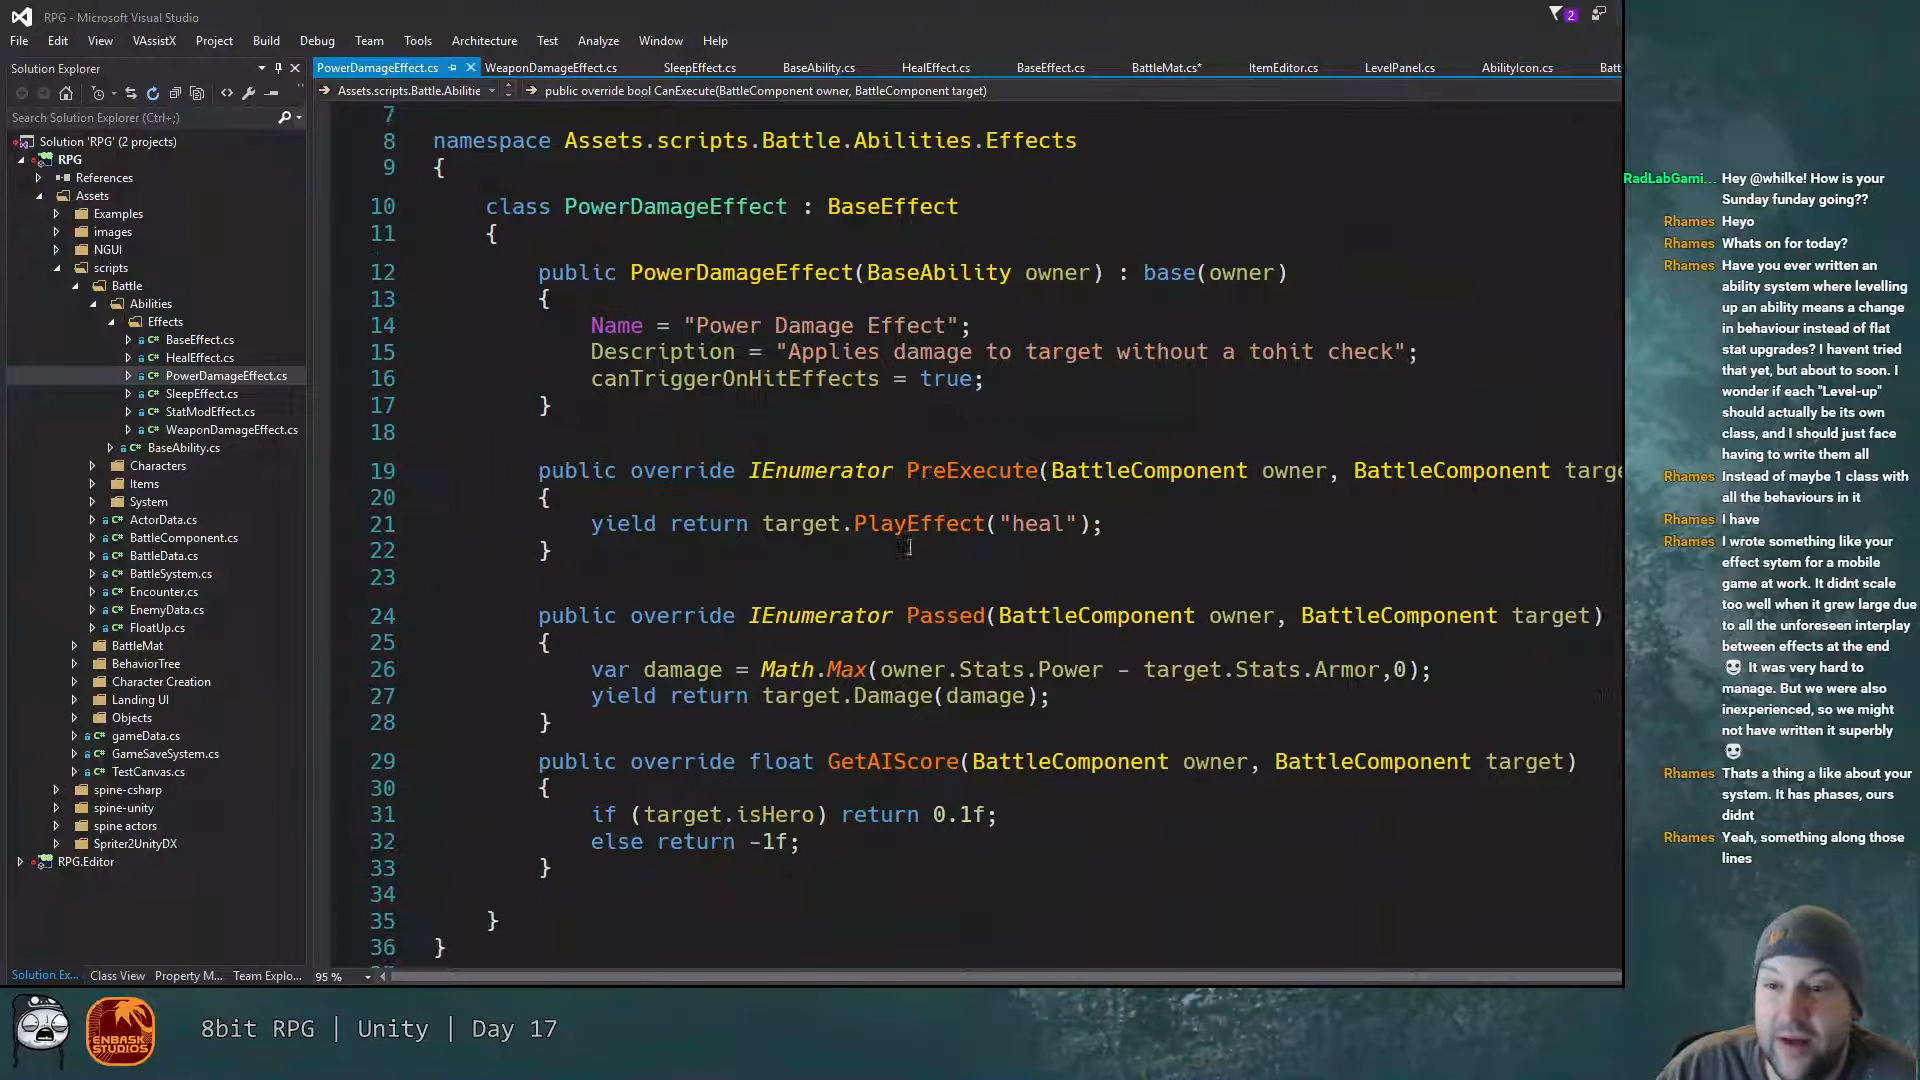 RPG - Microsoft Visual Studio
2
File Edit View VAssistX Project Build Debug Team Tools Architecture Test Analyze Window Help
Solution Explorer
Search Solution Explorer (Ctrl+;)
Solution 'RPG' (2 projects)
RPG
References
Assets
Examples
images
NGUI
scripts
Battle
Abilities
Effects
BaseEffect.cs
HealEffect.cs
PowerDamageEffect.cs
SleepEffect.cs
StatModEffect.cs
WeaponDamageEffect.cs
BaseAbility.cs
Characters
Items
System
ActorData.cs
BattleComponent.cs
BattleData.cs
BattleSystem.cs
Encounter.cs
EnemyData.cs
FloatUp.cs
BattleMat
BehaviorTree
Character Creation
Landing UI
Objects
gameData.cs
GameSaveSystem.cs
TestCanvas.cs
spine-csharp
spine-unity
spine actors
Spriter2UnityDX
RPG.Editor
Solution Ex... Class View Property M... Team Explo...
PowerDamageEffect.cs WeaponDamageEffect.cs SleepEffect.cs BaseAbility.cs HealEffect.cs BaseEffect.cs BattleMat.cs* ItemEditor.cs LevelPanel.cs AbilityIcon.cs Batt
Assets.scripts.Battle.Abilitie public override bool CanExecute(BattleComponent owner, BattleComponent target)
7
8 namespace Assets.scripts.Battle.Abilities.Effects
9 {
10 class PowerDamageEffect : BaseEffect
11 {
12 public PowerDamageEffect(BaseAbility owner) : base(owner)
13 {
14 Name = "Power Damage Effect";
15 Description = "Applies damage to target without a tohit check";
16 canTriggerOnHitEffects = true;
17 }
18
19 public override IEnumerator PreExecute(BattleComponent owner, BattleComponent targe
20 {
21 yield return target.PlayEffect("heal");
22 }
23
24 public override IEnumerator Passed(BattleComponent owner, BattleComponent target)
25 {
26 var damage = Math.Max(owner.Stats.Power - target.Stats.Armor,0);
27 yield return target.Damage(damage);
28 }
29 public override float GetAIScore(BattleComponent owner, BattleComponent target)
30 {
31 if (target.isHero) return 0.1f;
32 else return -1f;
33 }
34
35 }
36 }
95 %
RadLabGami... Hey @whilke! How is your
Sunday funday going??
Rhames Heyo
Rhames Whats on for today?
Rhames Have you ever written an
ability system where levelling
up an ability means a change
in behaviour instead of flat
stat upgrades? I havent tried
that yet, but about to soon. I
wonder if each "Level-up"
should actually be its own
class, and I should just face
having to write them all
Rhames Instead of maybe 1 class with
all the behaviours in it
Rhames I have
Rhames I wrote something like your
effect sytem for a mobile
game at work. It didnt scale
too well when it grew large due
to all the unforeseen interplay
between effects at the end
It was very hard to
manage. But we were also
inexperienced, so we might
not have written it superbly
Rhames Thats a thing a like about your
system. It has phases, ours
didnt
Rhames Yeah, something along those
lines
ENBASK
STUDIOS
8bit RPG | Unity | Day 17